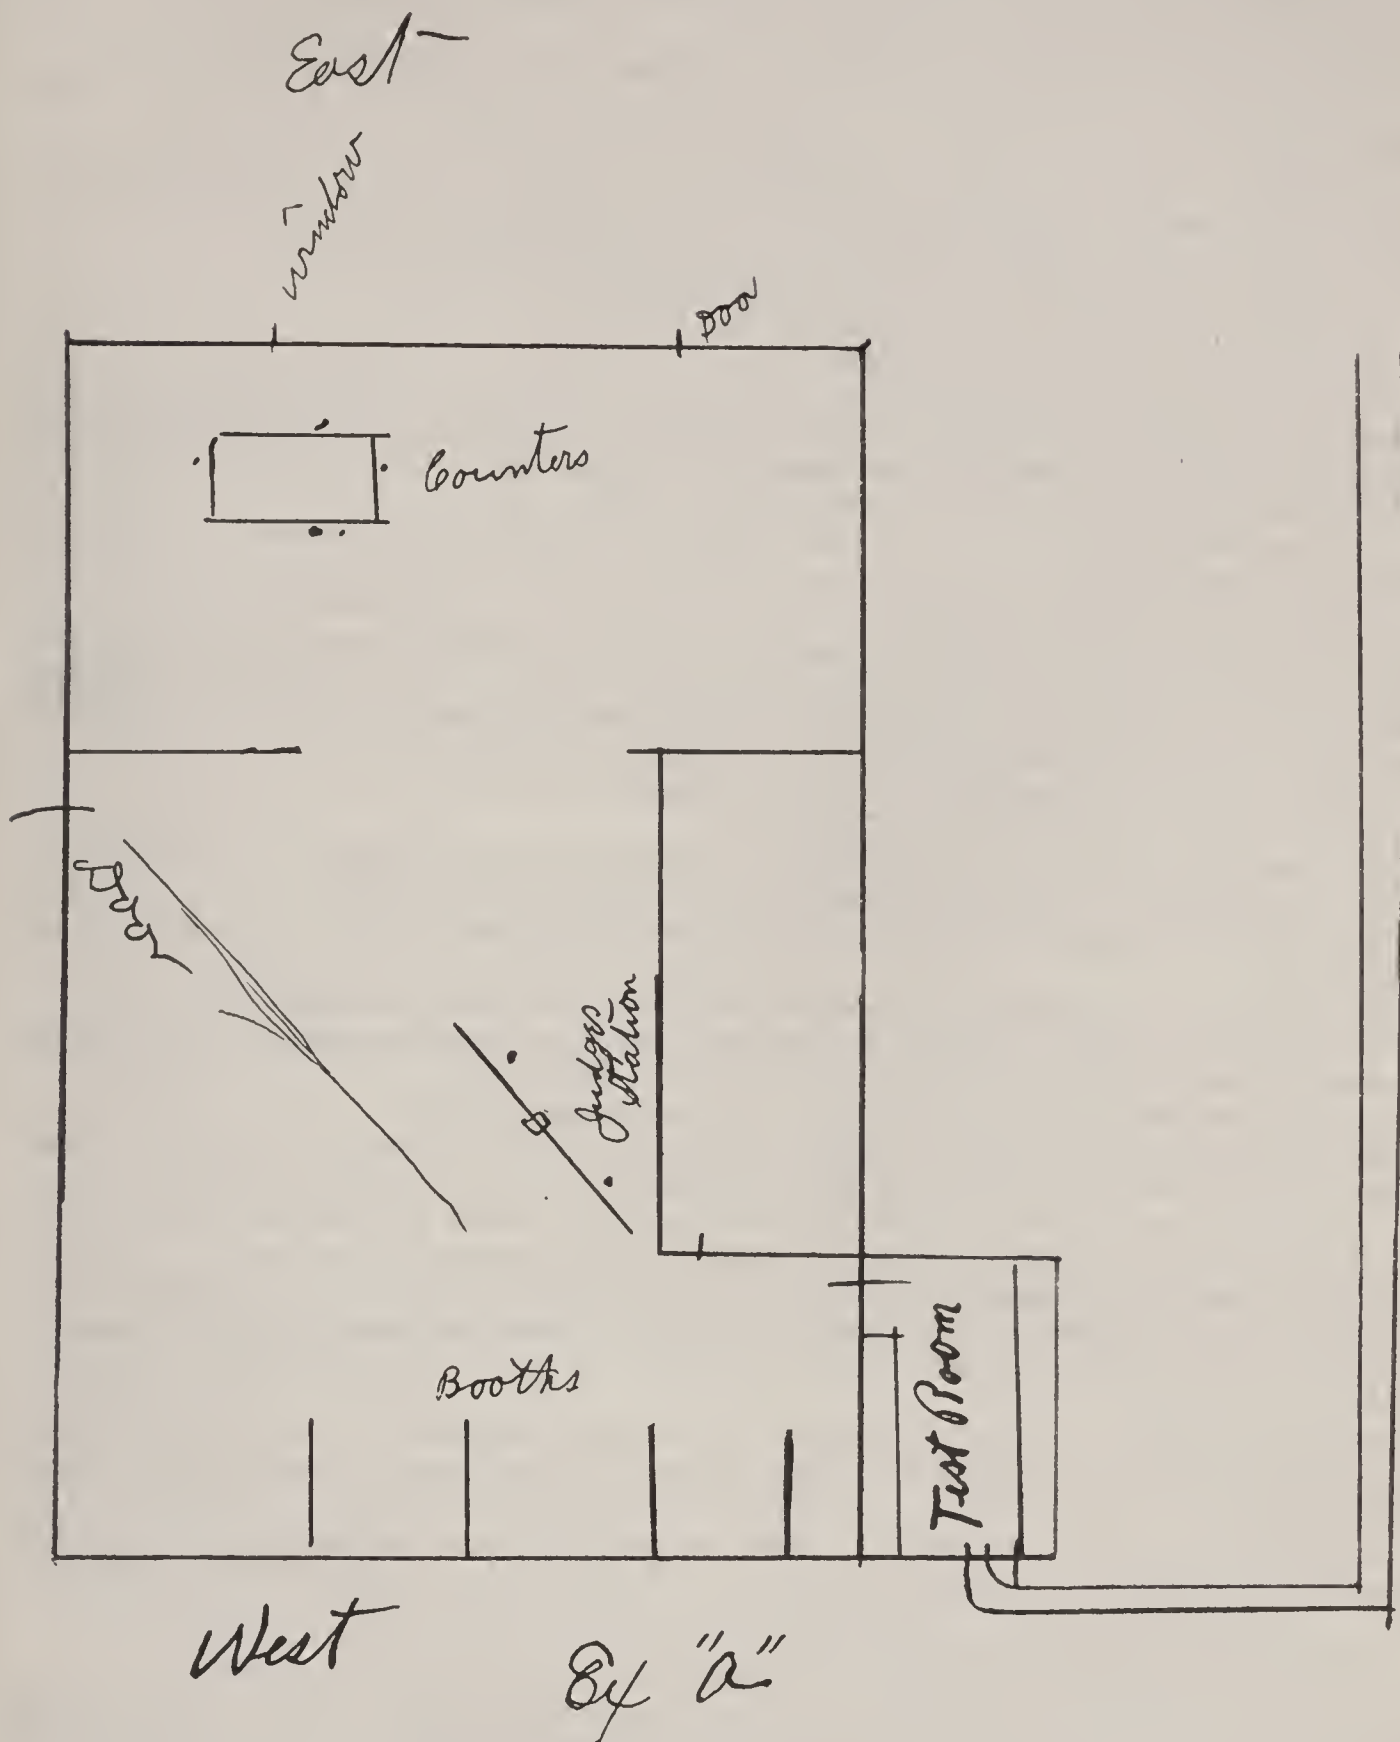 East
window
Door
Counters
Door
Judges
Station
Booths
Test Room
West
Ex "A"